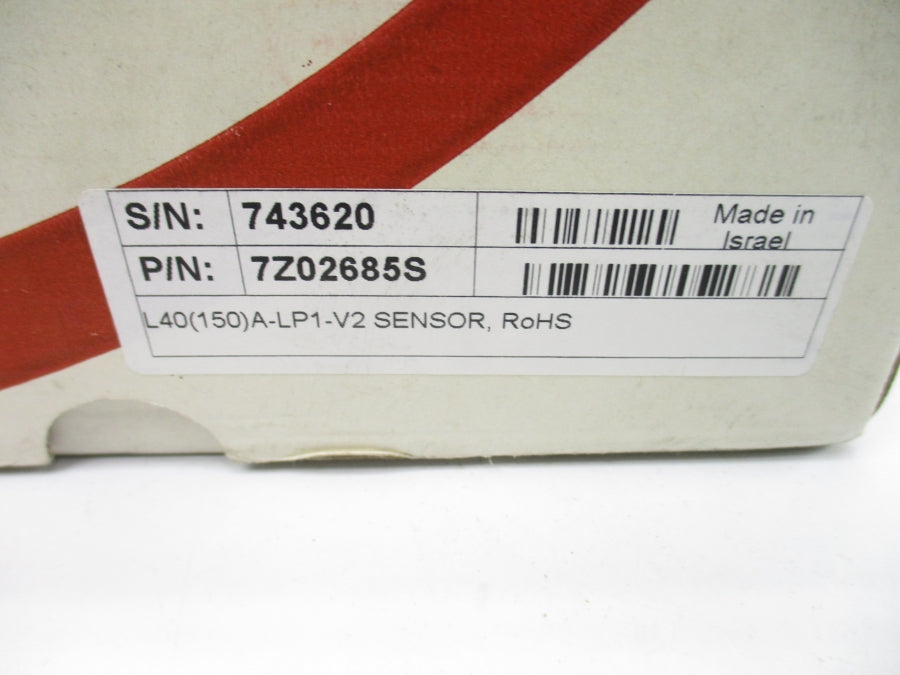 S/N: 743620 Made in Israel
P/N: 7Z02685S
L40(150)A-LP1-V2 SENSOR, RoHS